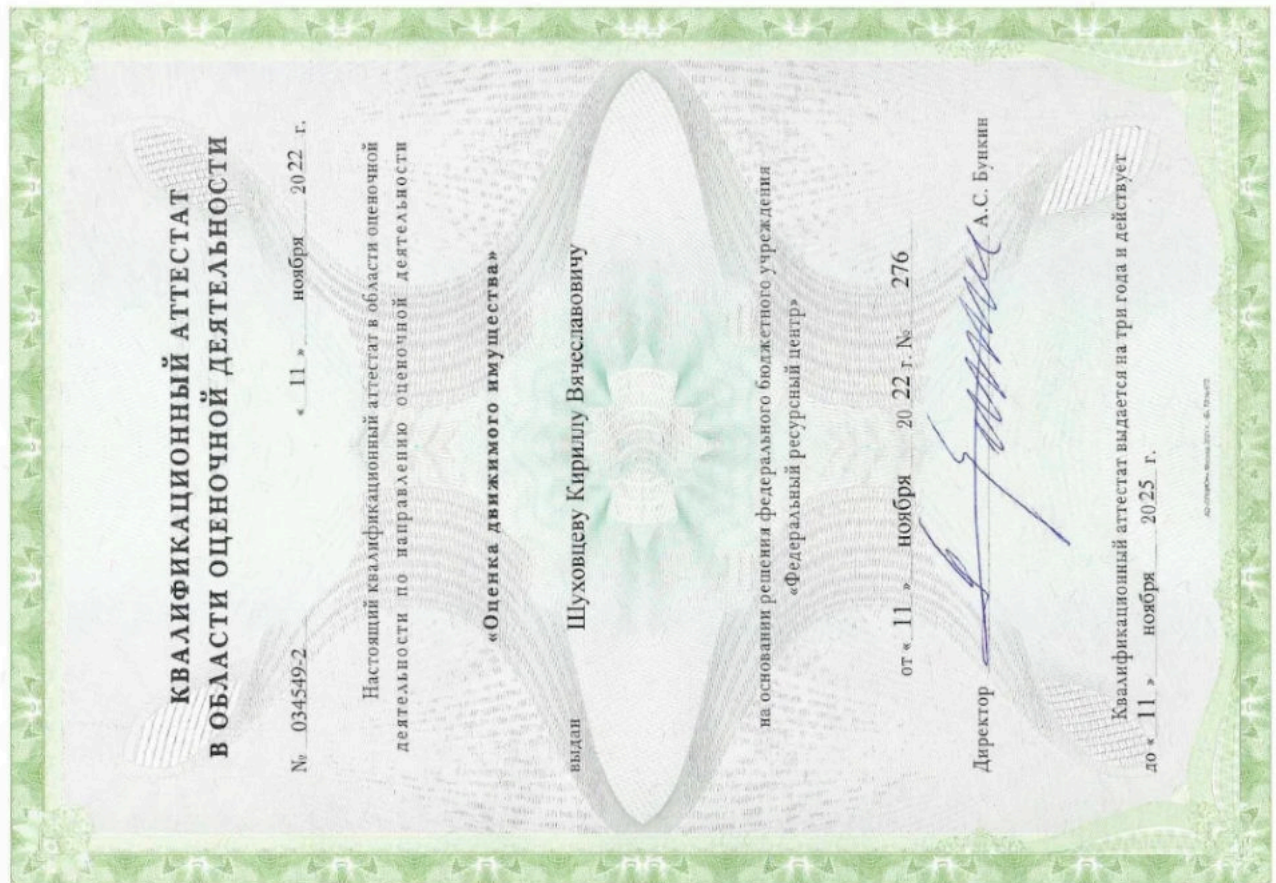 КВАЛИФИКАЦИОННЫЙ АТТЕСТАТ
В ОБЛАСТИ ОЦЕНОЧНОЙ ДЕЯТЕЛЬНОСТИ
№ 034549-2 « 11 » ноября 2022 г.
Настоящий квалификационный аттестат в области оценочной
деятельности по направлению оценочной деятельности
«Оценка движимого имущества»
выдан Шуховцеву Кириллу Вячеславовичу
на основании решения федерального бюджетного учреждения
«Федеральный ресурсный центр»
от « 11 » ноября 20 22 г. № 276
Директор А.С. Бункин
Квалификационный аттестат выдается на три года и действует
до « 11 » ноября 2025 г.